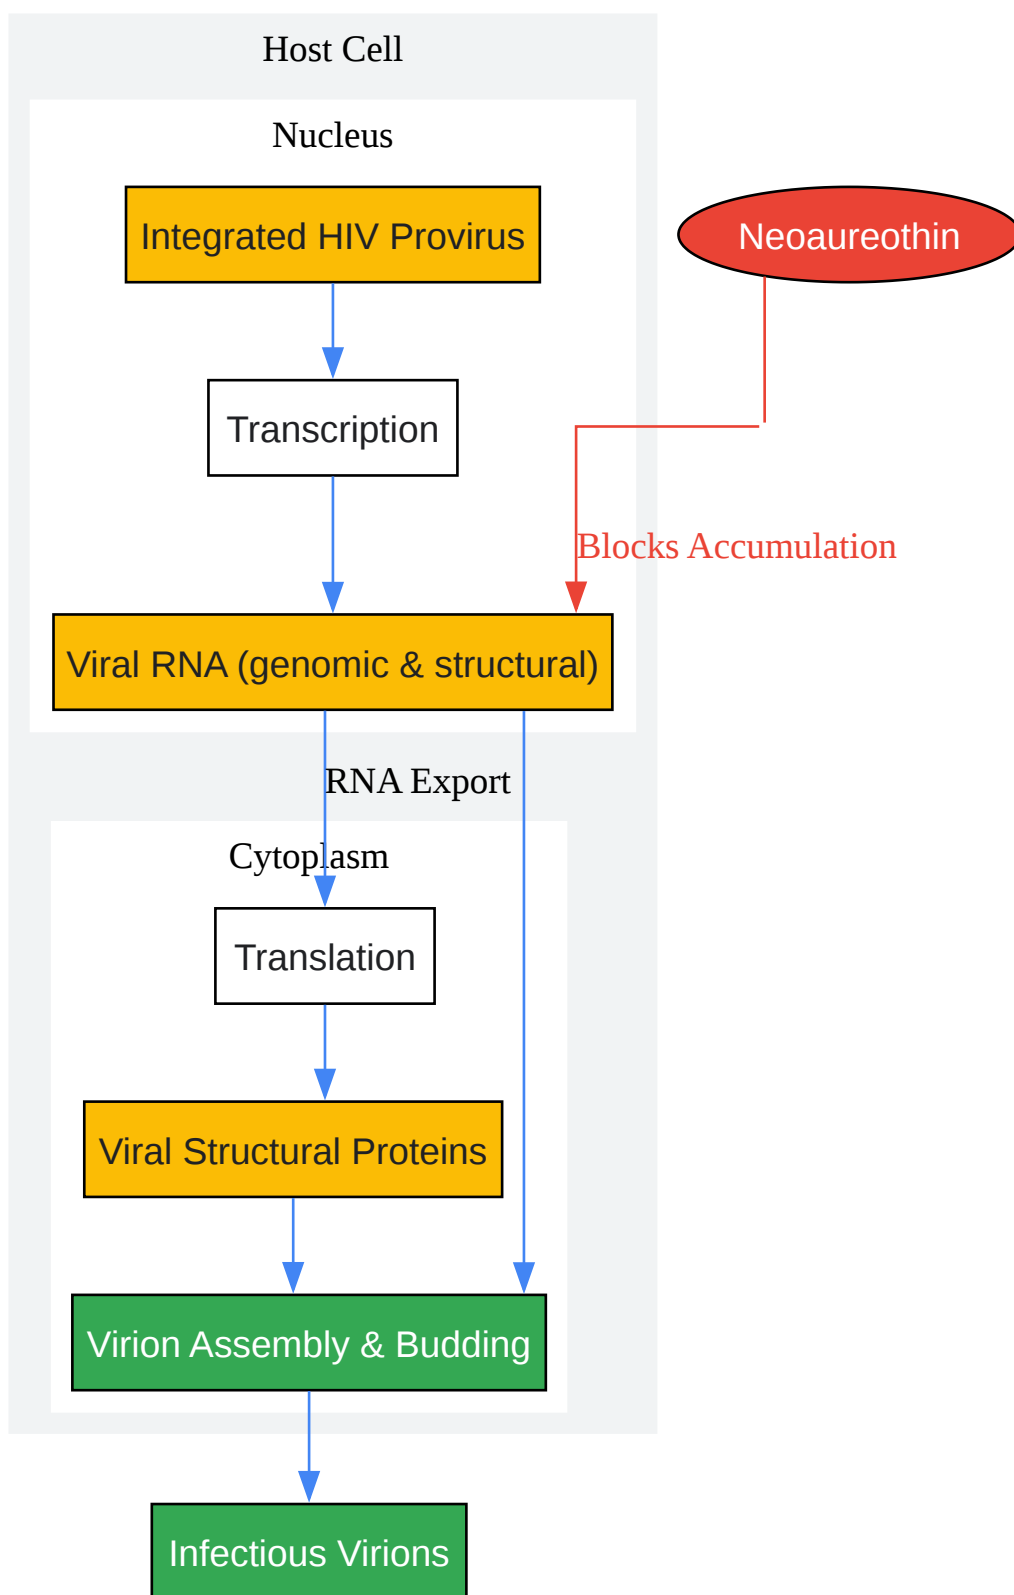 Host Cell
Nucleus
Integrated HIV Provirus
Neoaureothin
Transcription
Blocks Accumulation
Viral RNA (genomic & structural)
RNA Export
Cytoplasm
Translation
Viral Structural Proteins
Virion Assembly & Budding
Infectious Virions